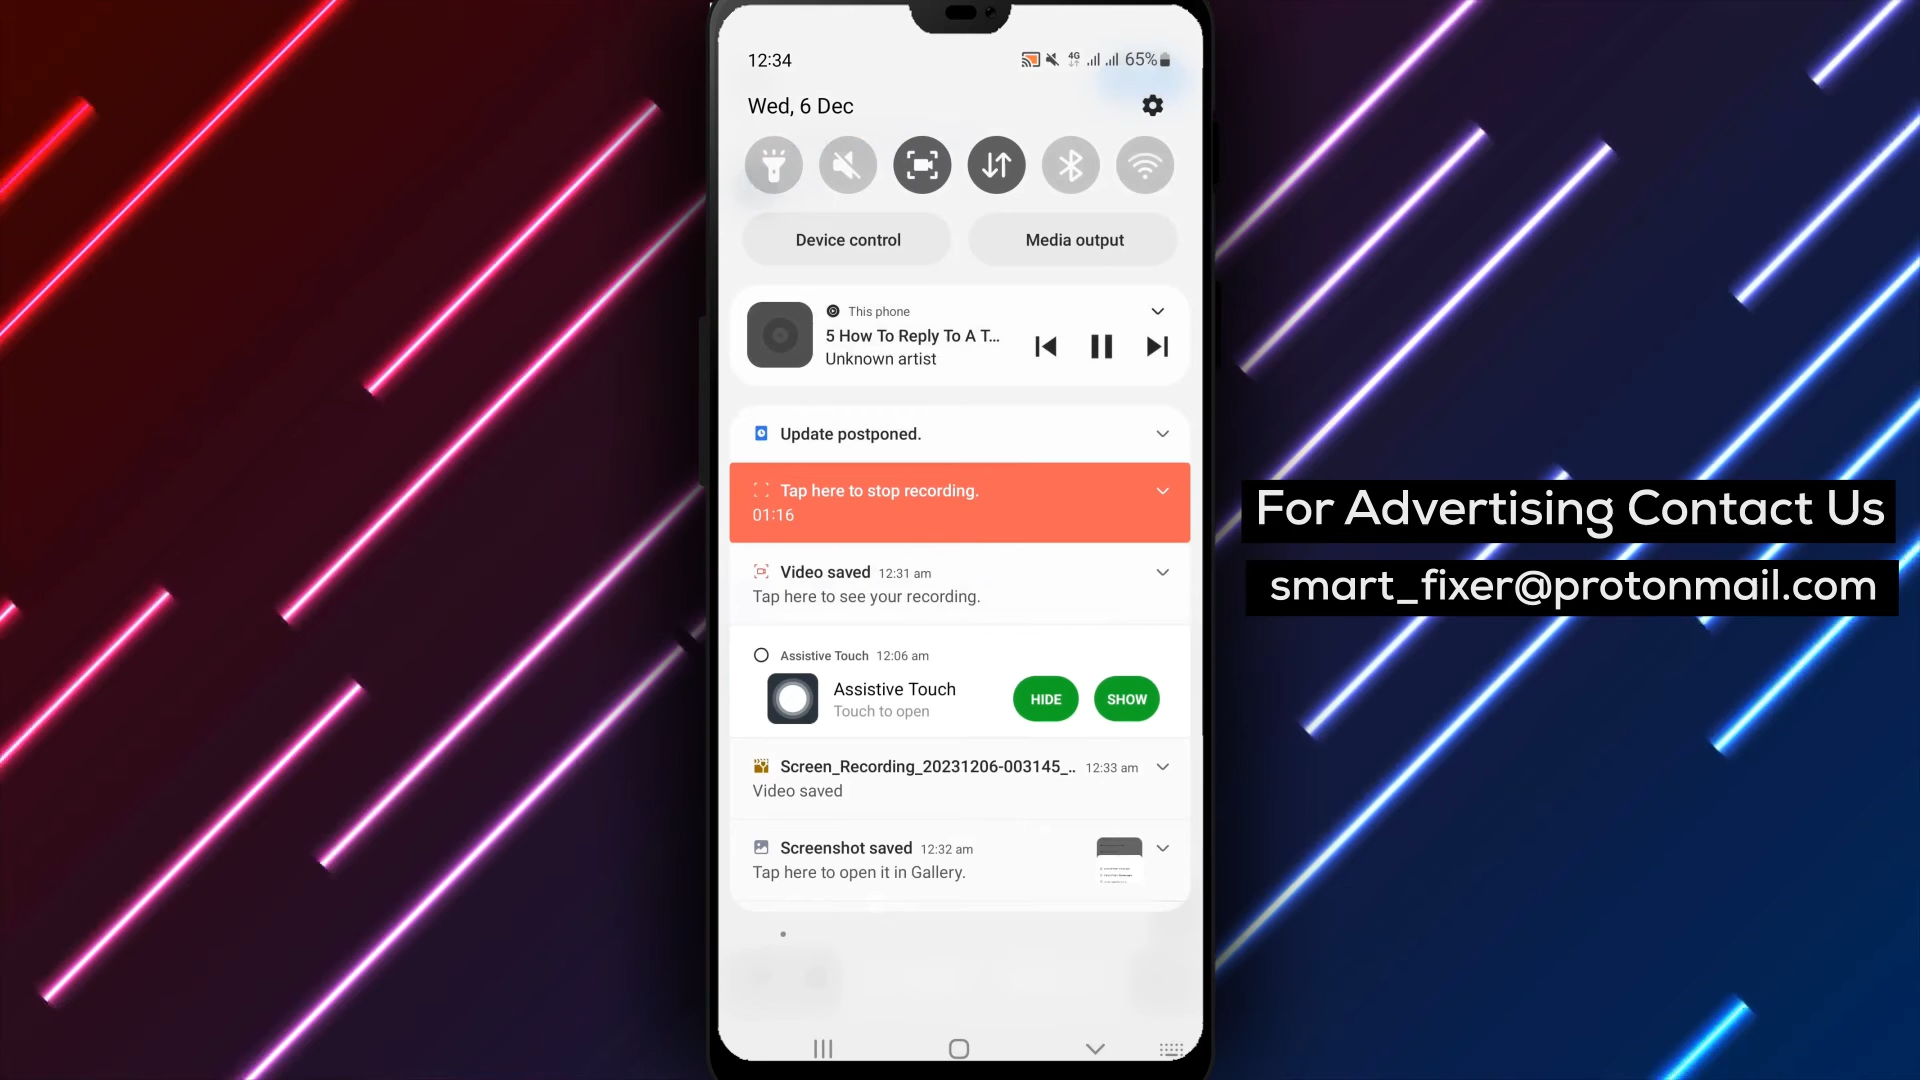 12:34
4G
65%
Wed, 6 Dec
Device control
Media output
This phone
5 How To Reply To A T...
Unknown artist
Update postponed.
Tap here to stop recording.
01:16
Video saved 12:31 am
Tap here to see your recording.
Assistive Touch 12:06 am
Assistive Touch
Touch to open
HIDE
SHOW
Screen_Recording_20231206-003145_.. 12:33 am
Video saved
Screenshot saved 12:32 am
Tap here to open it in Gallery.
For Advertising Contact Us
smart_fixer@protonmail.com